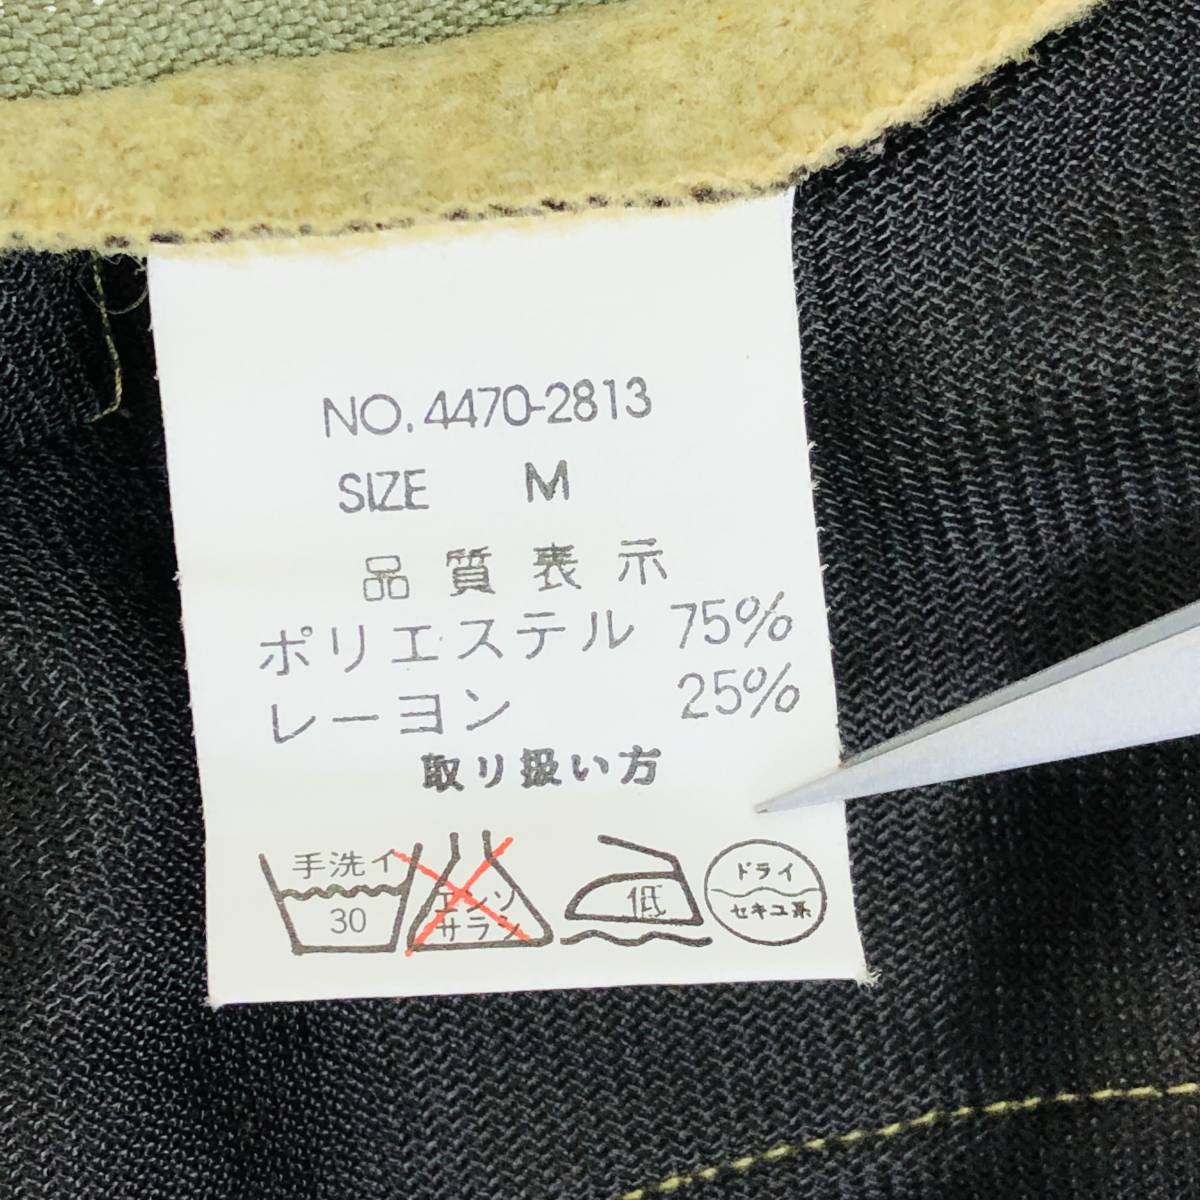 NO. 4470-2813
SIZE M
品質表示
ポリエステル 75%
レーヨン 25%
取り扱い方
手洗イ
30
エンソ
サラシ
低
ドライ
セキユ系